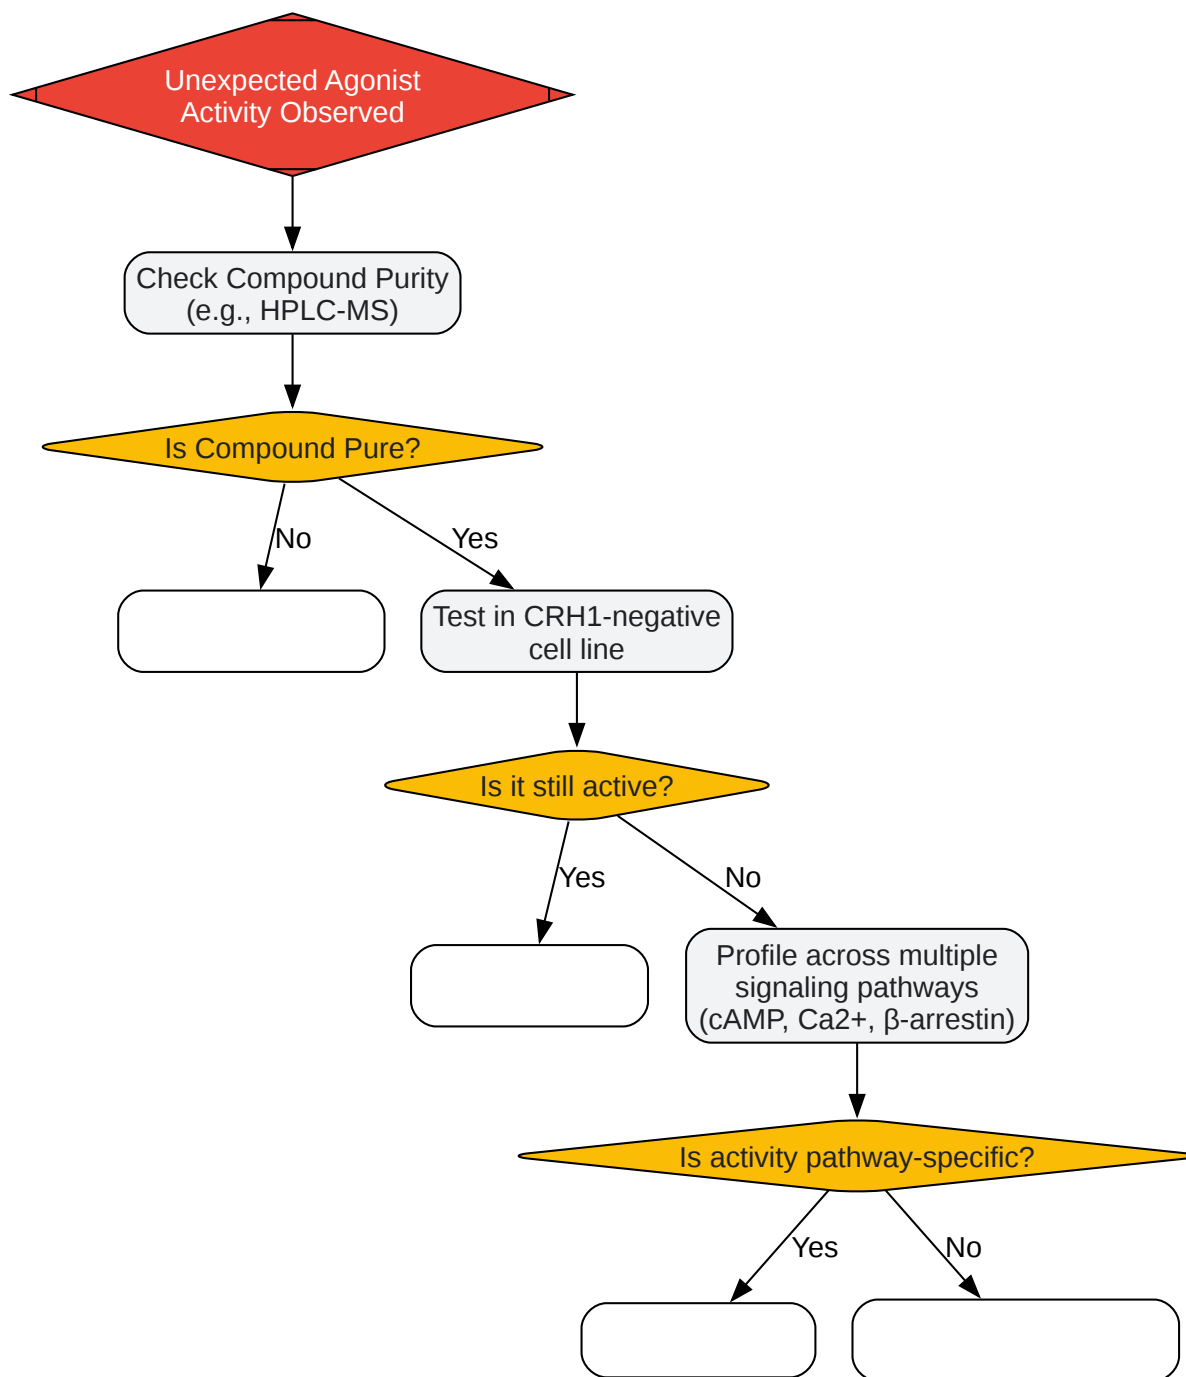 Unexpected Agonist
Activity Observed
Check Compound Purity
(e.g., HPLC-MS)
Is Compound Pure?
No
Yes
Test in CRH1-negative
cell line
Is it still active?
Yes
No
Profile across multiple
signaling pathways
(cAMP, Ca2+, β-arrestin)
Is activity pathway-specific?
Yes
No